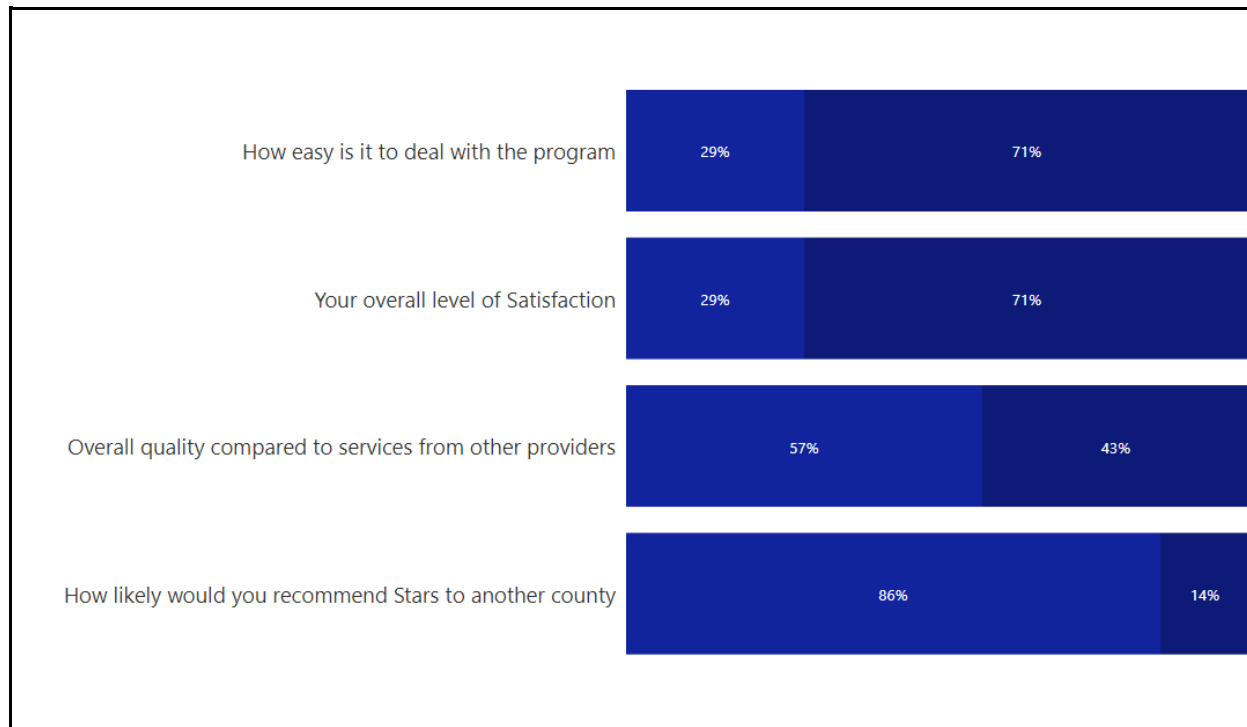 How easy is it to deal with the program
29%
71%
Your overall level of Satisfaction
29%
71%
Overall quality compared to services from other providers
57%
43%
How likely would you recommend Stars to another county
86%
14%